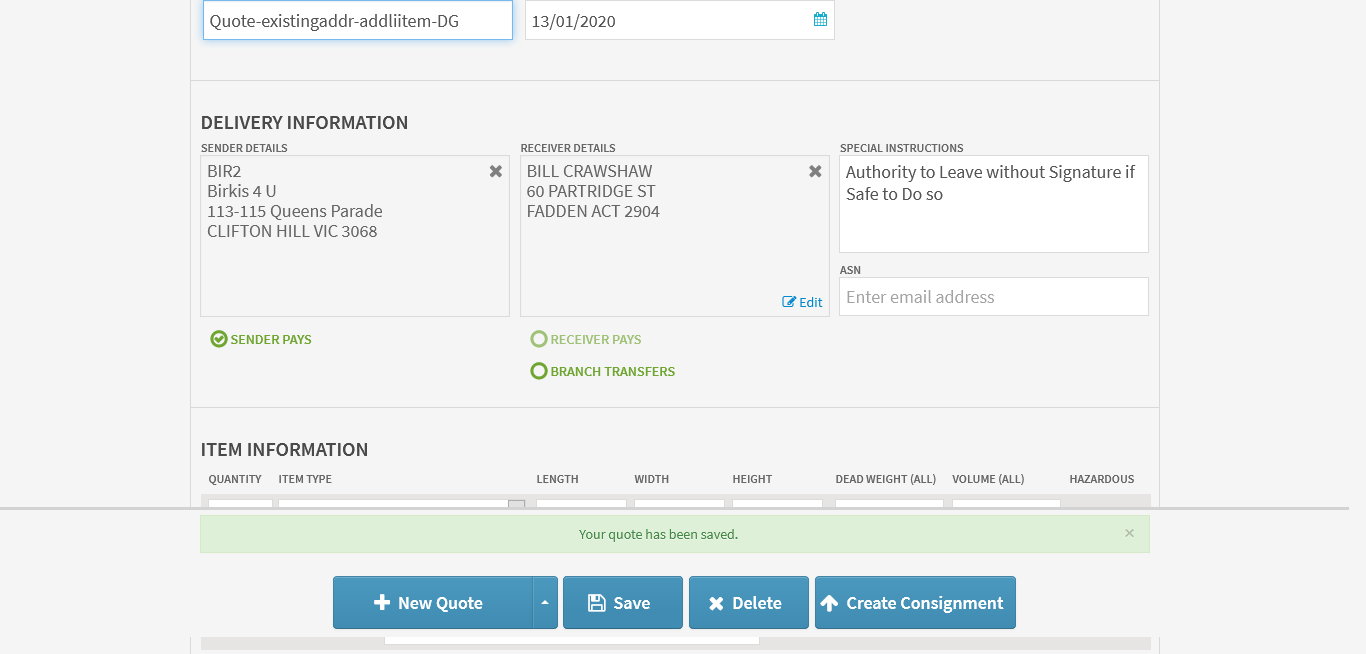 Quote-existingaddr-addliitem-DG
13/01/2020
DELIVERY INFORMATION
SENDER DETAILS
BIR2
Birkis 4 U
113-115 Queens Parade
CLIFTON HILL VIC 3068
RECEIVER DETAILS
BILL CRAWSHAW
60 PARTRIDGE ST
FADDEN ACT 2904
Edit
SPECIAL INSTRUCTIONS
Authority to Leave without Signature if
Safe to Do so
ASN
Enter email address
SENDER PAYS
RECEIVER PAYS
BRANCH TRANSFERS
ITEM INFORMATION
QUANTITY ITEM TYPE LENGTH WIDTH HEIGHT DEAD WEIGHT (ALL) VOLUME (ALL) HAZARDOUS
Your quote has been saved.
New Quote
Save
Delete
Create Consignment